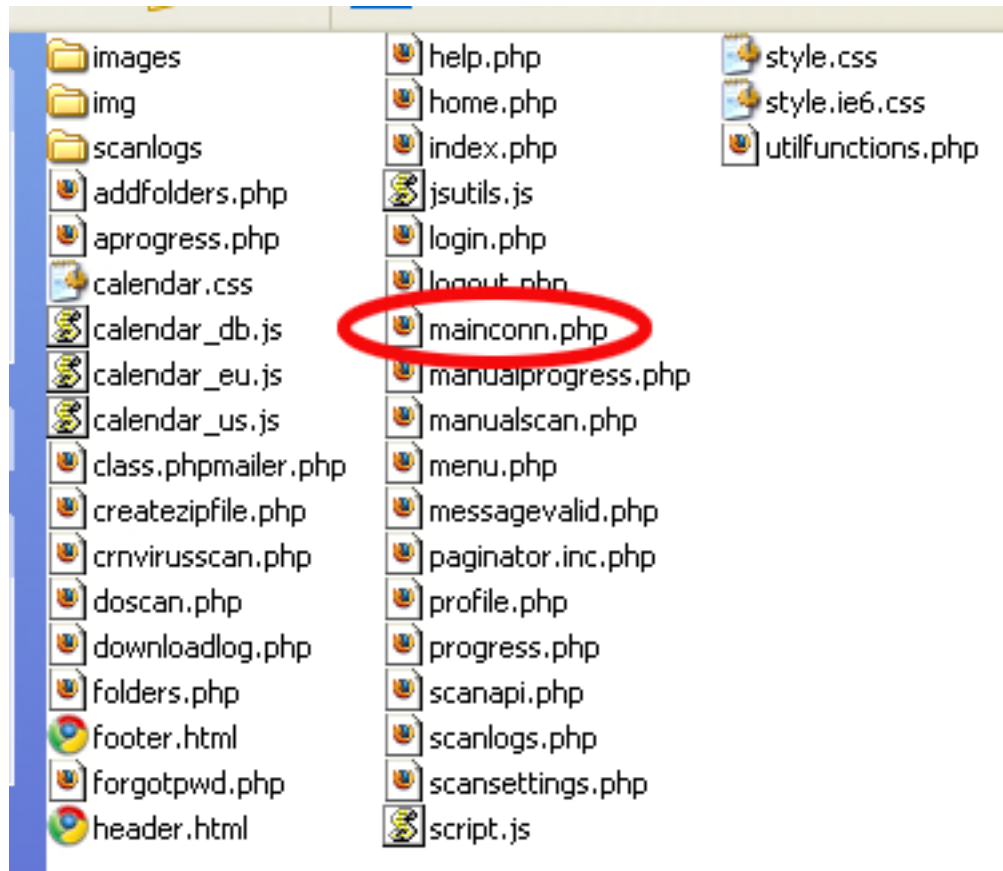 images
img
scanlogs
addfolders.php
aprogress.php
calendar.css
calendar_db.js
calendar_eu.js
calendar_us.js
class.phpmailer.php
createzipfile.php
crnvirusscan.php
doscan.php
downloadlog.php
folders.php
footer.html
forgotpwd.php
header.html
help.php
home.php
index.php
jsutils.js
login.php
logout.php
mainconn.php
manualprogress.php
manualscan.php
menu.php
messagevalid.php
paginator.inc.php
profile.php
progress.php
scanapi.php
scanlogs.php
scansettings.php
script.js
style.css
style.ie6.css
utilfunctions.php